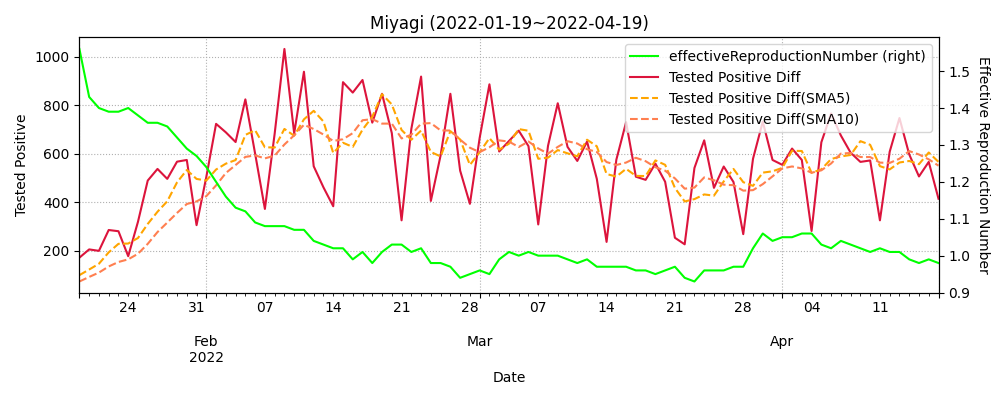 Miyagi (2022-01-19~2022-04-19)
effectiveReproductionNumber (right)
Tested Positive Diff
Tested Positive Diff(SMA5)
Tested Positive Diff(SMA10)
Tested Positive
1000
800
600
400
200
Effective Reproduction Number
1.5
1.4
1.3
1.2
1.1
1.0
0.9
24 31 07 14 21 28 07 14 21 28 04 11
Feb Mar Apr
2022
Date